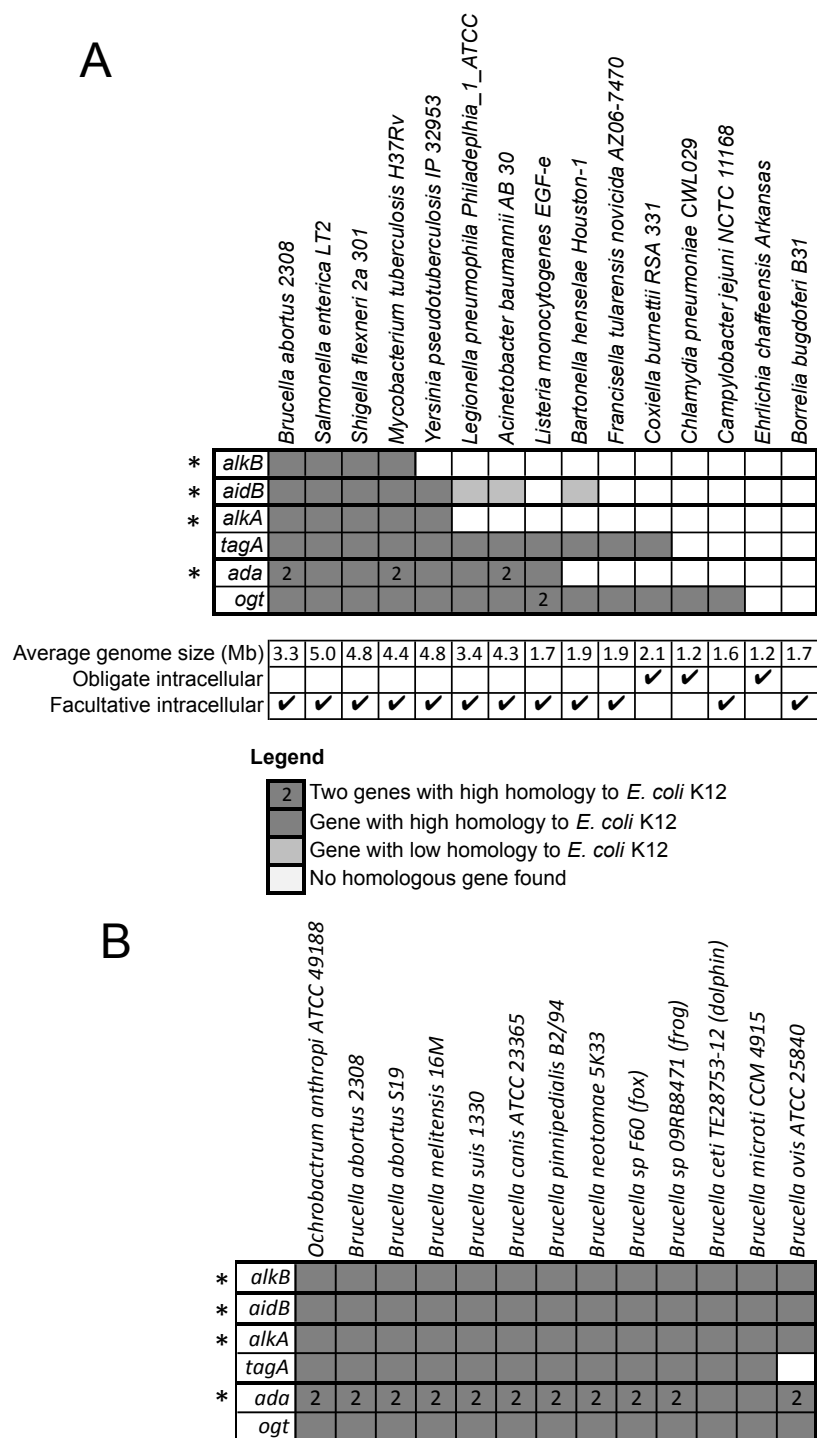 A
Brucella abortus 2308
Salmonella enterica LT2
Shigella flexneri 2a 301
Mycobacterium tuberculosis H37Rv
Yersinia pseudotuberculosis IP 32953
Legionella pneumophila Philadeplhia_1_ATCC
Acinetobacter baumannii AB 30
Listeria monocytogenes EGF-e
Bartonella henselae Houston-1
Francisella tularensis novicida AZ06-7470
Coxiella burnettii RSA 331
Chlamydia pneumoniae CWL029
Campylobacter jejuni NCTC 11168
Ehrlichia chaffeensis Arkansas
Borrelia bugdoferi B31
* alkB
* aidB
* alkA
tagA
* ada 2 2 2
ogt 2
Average genome size (Mb) 3.3 5.0 4.8 4.4 4.8 3.4 4.3 1.7 1.9 1.9 2.1 1.2 1.6 1.2 1.7
Obligate intracellular ✔ ✔ ✔
Facultative intracellular ✔ ✔ ✔ ✔ ✔ ✔ ✔ ✔ ✔ ✔ ✔ ✔
Legend
2 Two genes with high homology to E. coli K12
Gene with high homology to E. coli K12
Gene with low homology to E. coli K12
No homologous gene found
B
Ochrobactrum anthropi ATCC 49188
Brucella abortus 2308
Brucella abortus S19
Brucella melitensis 16M
Brucella suis 1330
Brucella canis ATCC 23365
Brucella pinnipedialis B2/94
Brucella neotomae 5K33
Brucella sp F60 (fox)
Brucella sp 09RB8471 (frog)
Brucella ceti TE28753-12 (dolphin)
Brucella microti CCM 4915
Brucella ovis ATCC 25840
* alkB
* aidB
* alkA
tagA
* ada 2 2 2 2 2 2 2 2 2 2 2
ogt